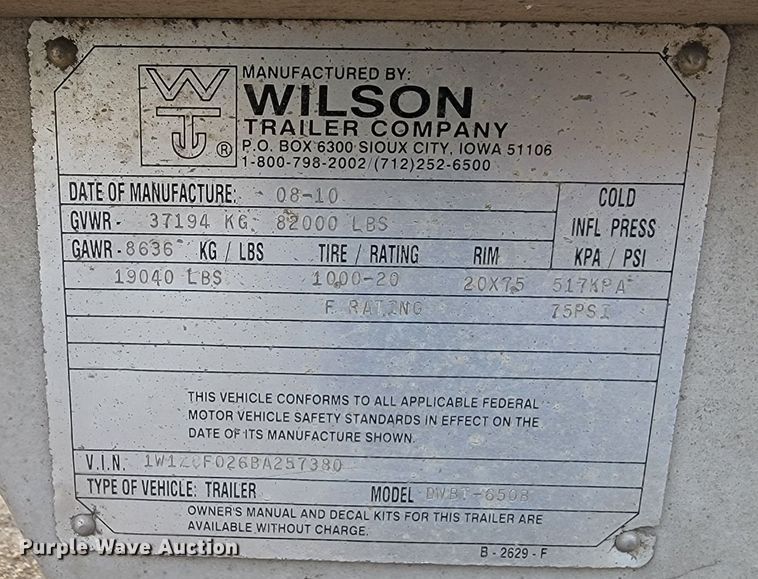 MANUFACTURED BY:
WILSON
TRAILER COMPANY
P.O. BOX 6300 SIOUX CITY, IOWA 51106
1-800-798-2002 / (712)252-6500
WT ®
DATE OF MANUFACTURE: 08-10
COLD
INFL PRESS
KPA / PSI
GVWR- 37194 KG 82000 LBS
GAWR-8636 KG / LBS TIRE / RATING RIM
19040 LBS 1000-20 20X75 517KPA
F RATING 75PSI
THIS VEHICLE CONFORMS TO ALL APPLICABLE FEDERAL
MOTOR VEHICLE SAFETY STANDARDS IN EFFECT ON THE
DATE OF ITS MANUFACTURE SHOWN.
V.I.N.
TYPE OF VEHICLE: TRAILER MODEL
OWNER'S MANUAL AND DECAL KITS FOR THIS TRAILER ARE
AVAILABLE WITHOUT CHARGE.
B - 2629 - F
Purple Wave Auction